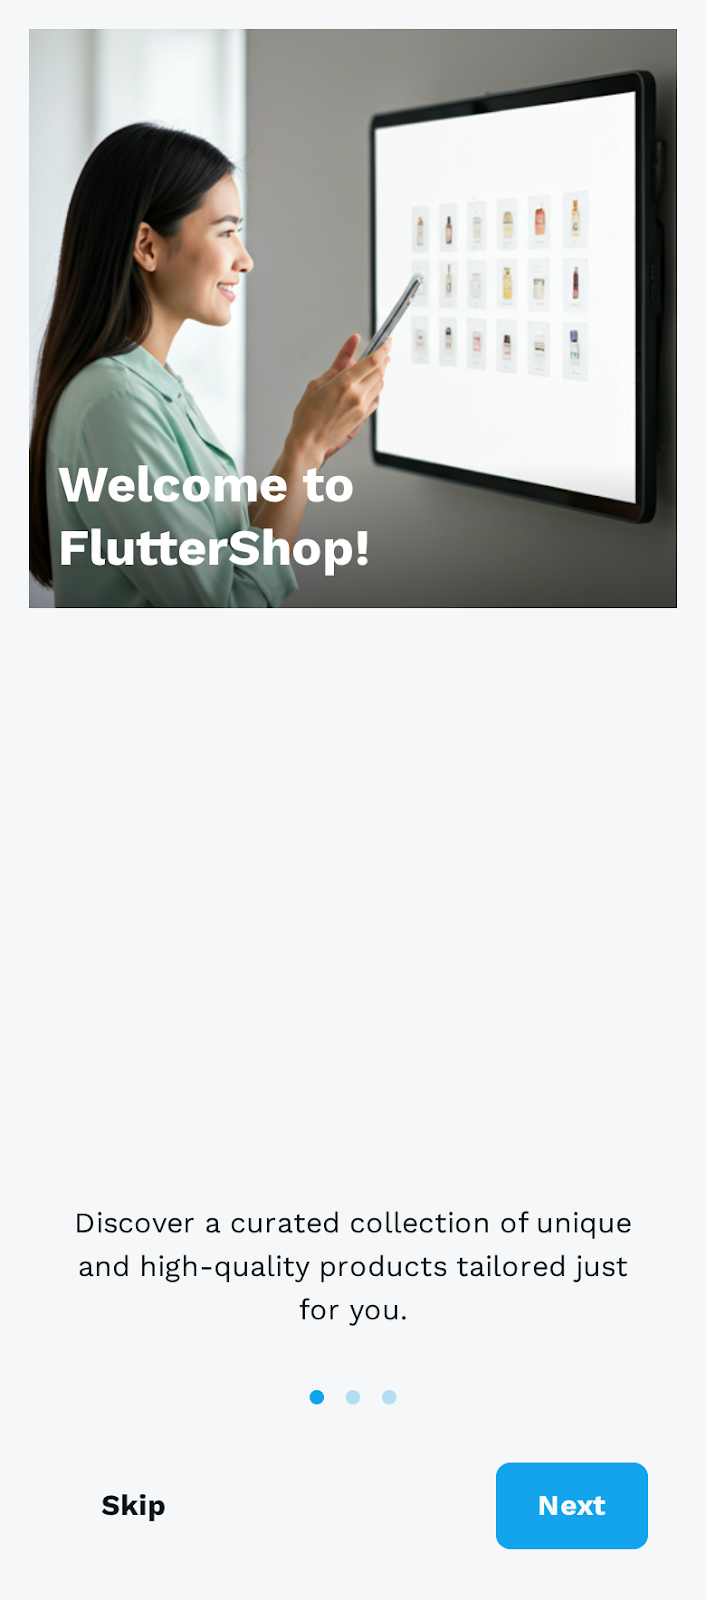 Welcome to
FlutterShop!
Discover a curated collection of unique
and high-quality products tailored just
for you.
Skip
Next